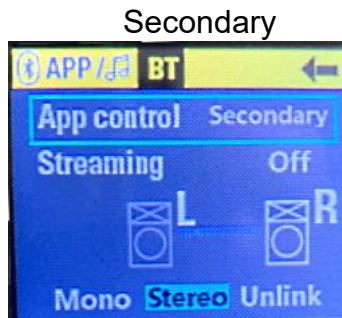 Secondary
APP/ BT
App control Secondary
Streaming Off
L R
Mono Stereo Unlink